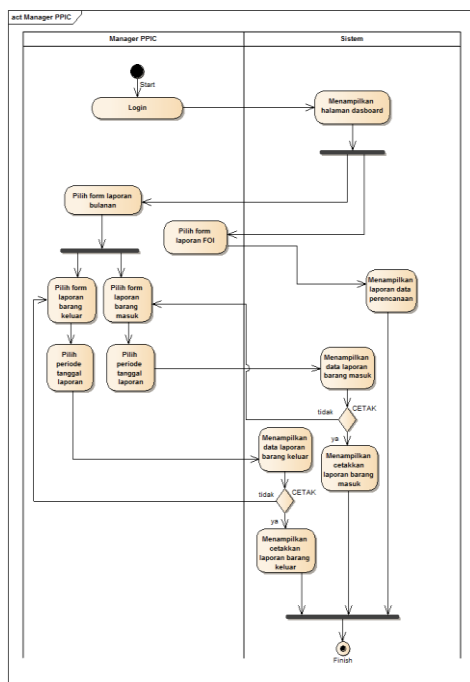 act Manager PPIC
Manager PPIC
Sistem
Start
Login
Menampilkan
halaman dasboard
Pilih form laporan
bulanan
Pilih form
laporan FOI
Pilih form
laporan
barang
keluar
Pilih form
laporan
barang
masuk
Menampilkan
laporan data
perencanaan
Pilih
periode
tanggal
laporan
Pilih
periode
tanggal
laporan
Menampilkan
data laporan
barang masuk
tidak
CETAK
ya
Menampilkan
data laporan
barang keluar
Menampilkan
cetakkan
laporan barang
masuk
tidak
CETAK
ya
Menampilkan
cetakkan
laporan barang
keluar
Finish